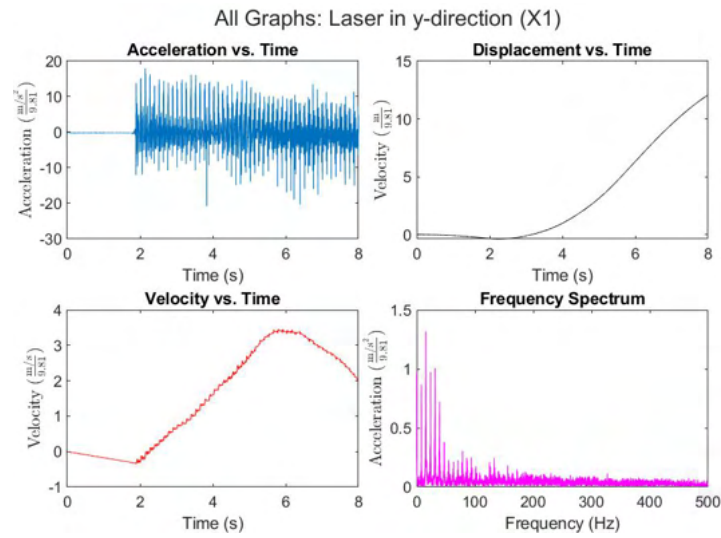 All Graphs: Laser in y-direction (X1)
Acceleration vs. Time
Acceleration (m/s²/9.81)
20
10
0
-10
-20
-30
0 2 4 6 8
Time (s)
Displacement vs. Time
Velocity (m/9.81)
15
10
5
0
0 2 4 6 8
Time (s)
Velocity vs. Time
Velocity (m/s/9.81)
4
3
2
1
0
-1
0 2 4 6 8
Time (s)
Frequency Spectrum
Acceleration (m/s²/9.81)
1.5
1
0.5
0
0 100 200 300 400 500
Frequency (Hz)